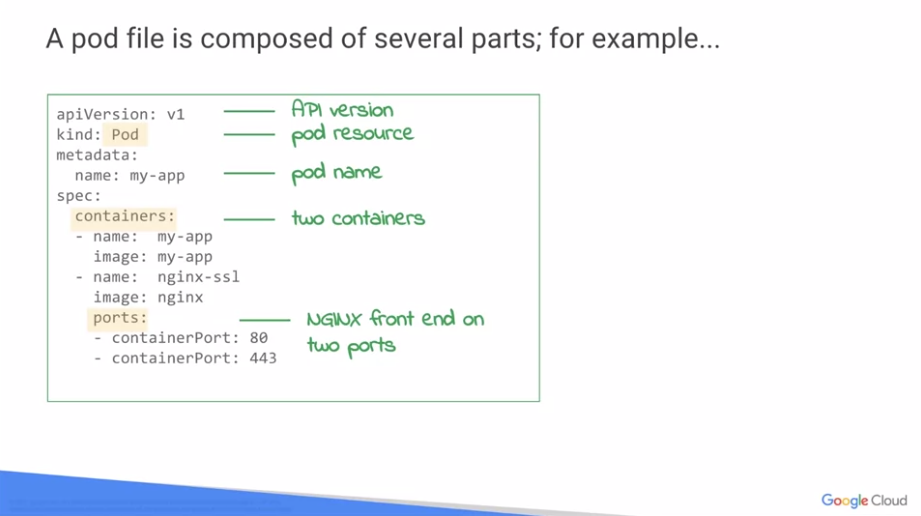 A pod file is composed of several parts; for example...
apiVersion: v1 API version
kind: Pod pod resource
metadata:
name: my-app pod name
spec:
containers: two containers
- name: my-app
image: my-app
- name: nginx-ssl
image: nginx
ports: NGINX front end on
two ports
- containerPort: 80
- containerPort: 443
Google Cloud